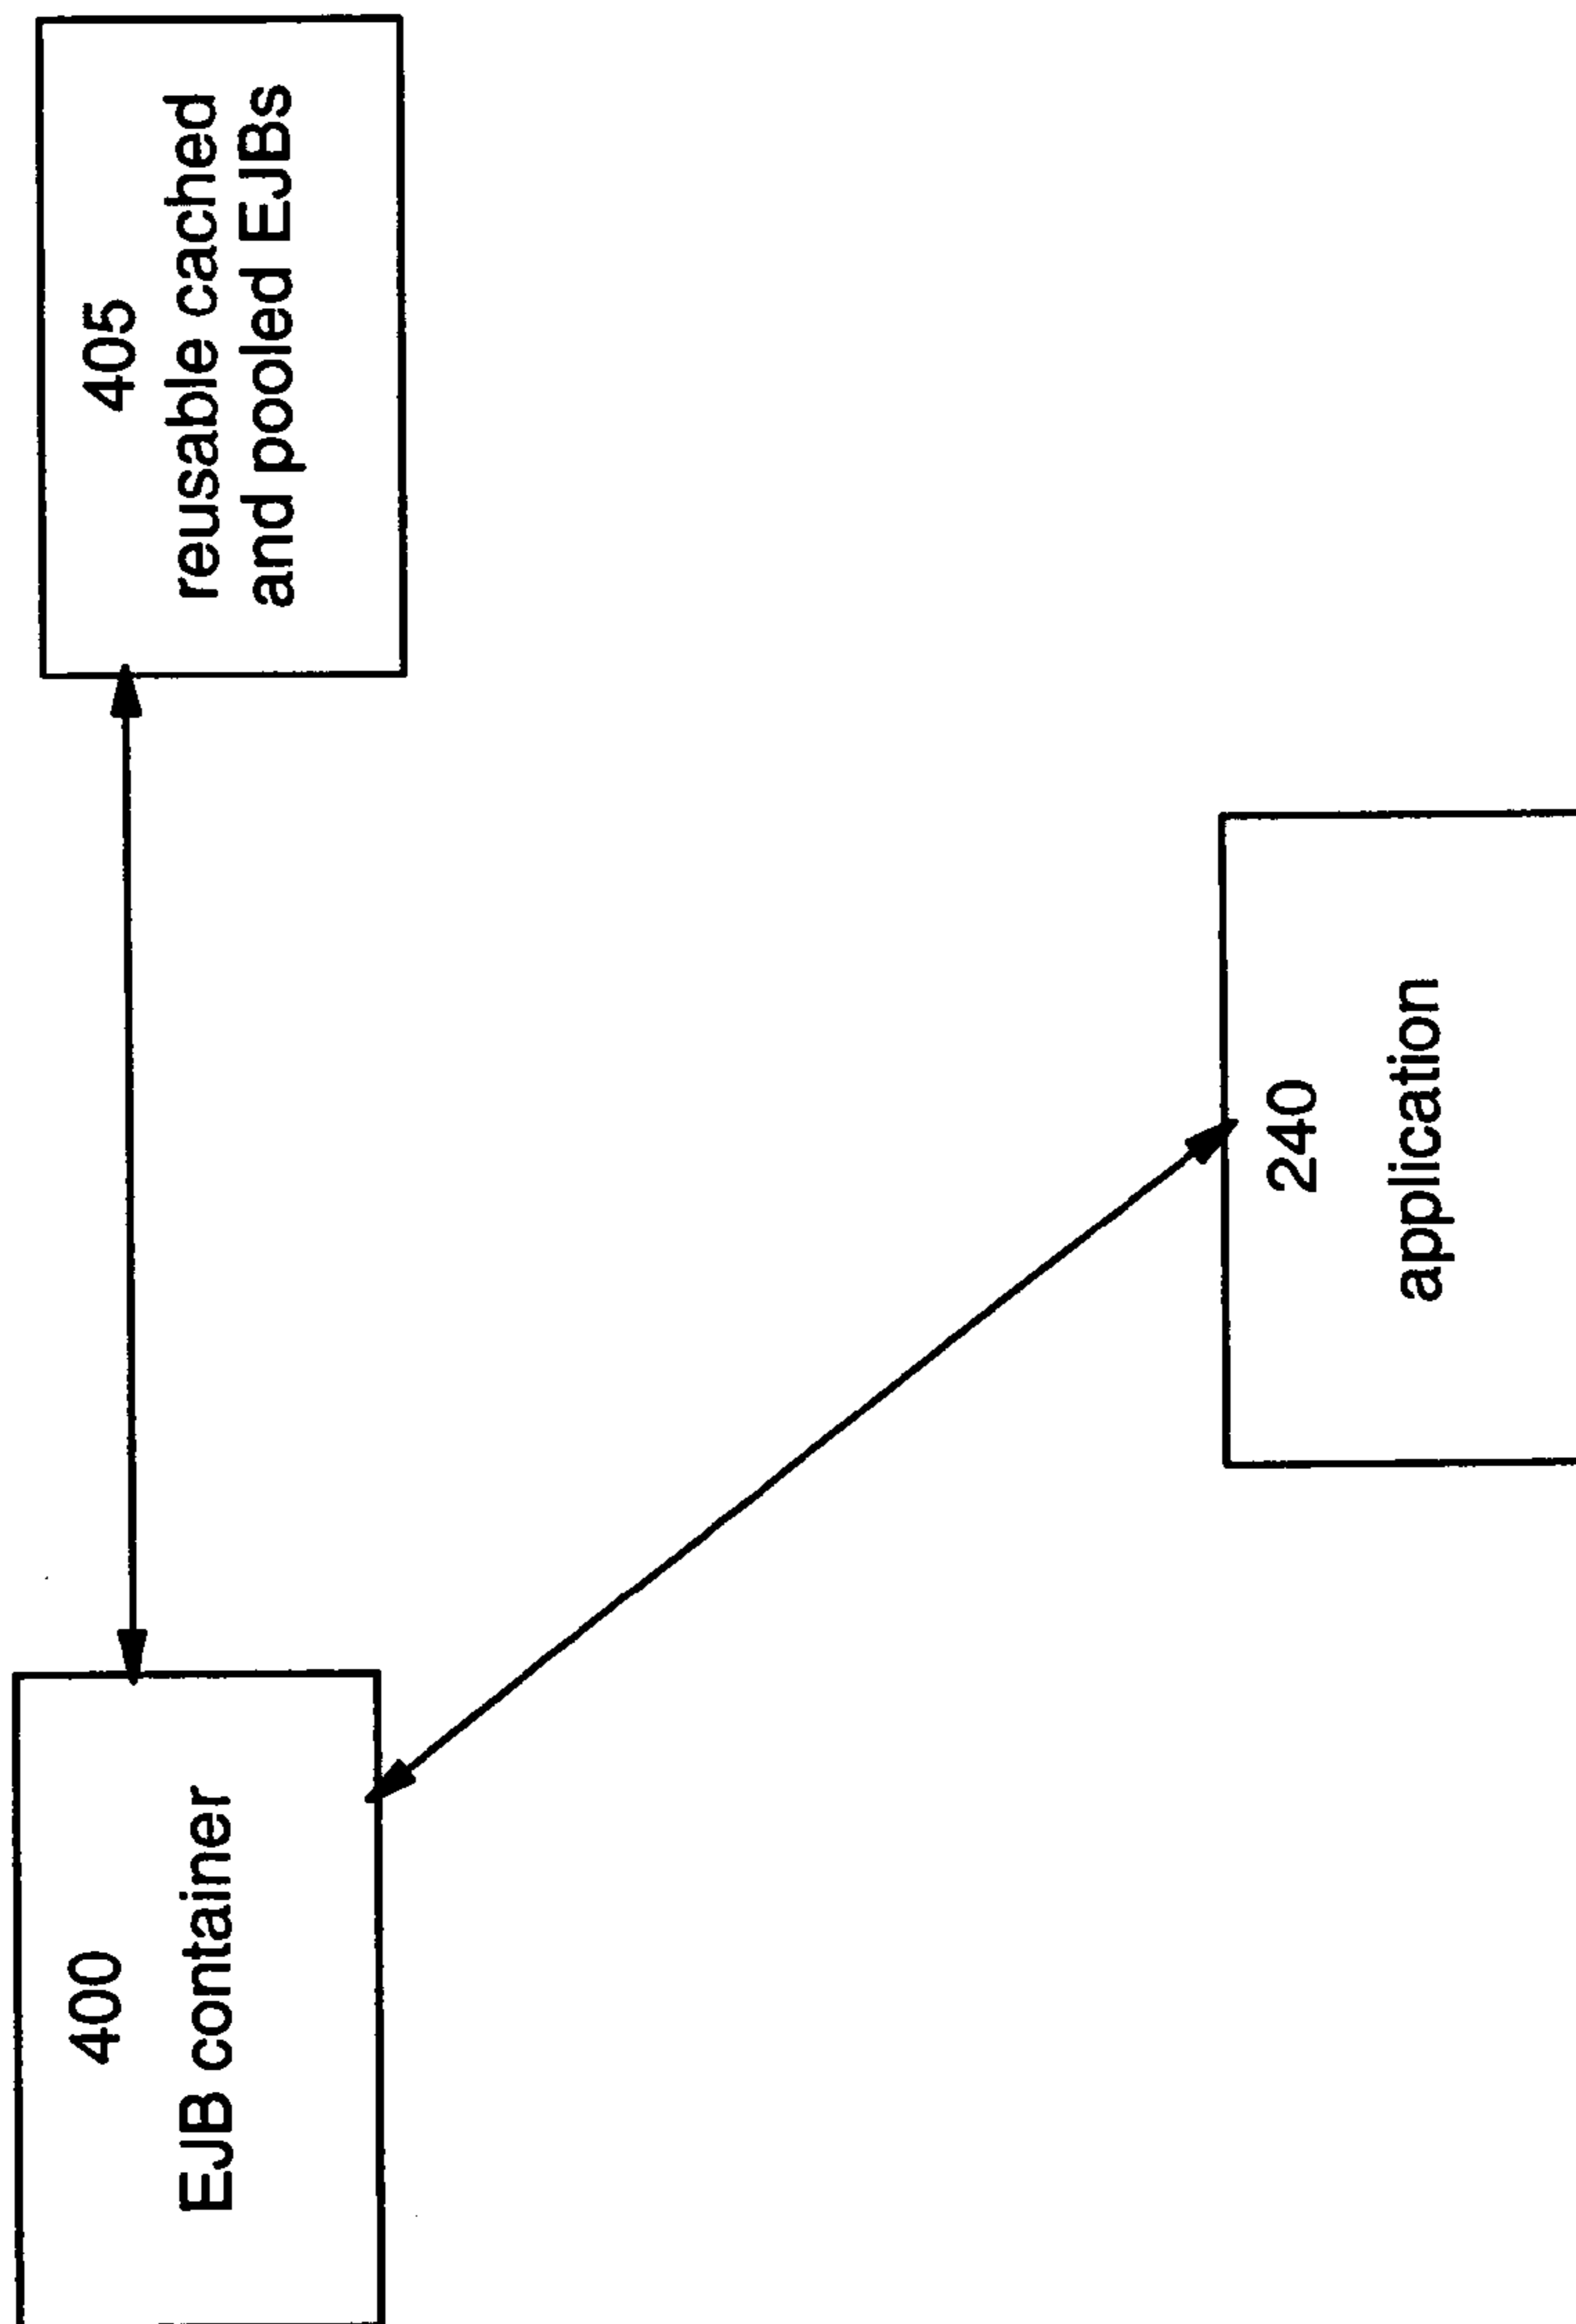 400
EJB container
405
reusable cached
and pooled EJBs
240
application